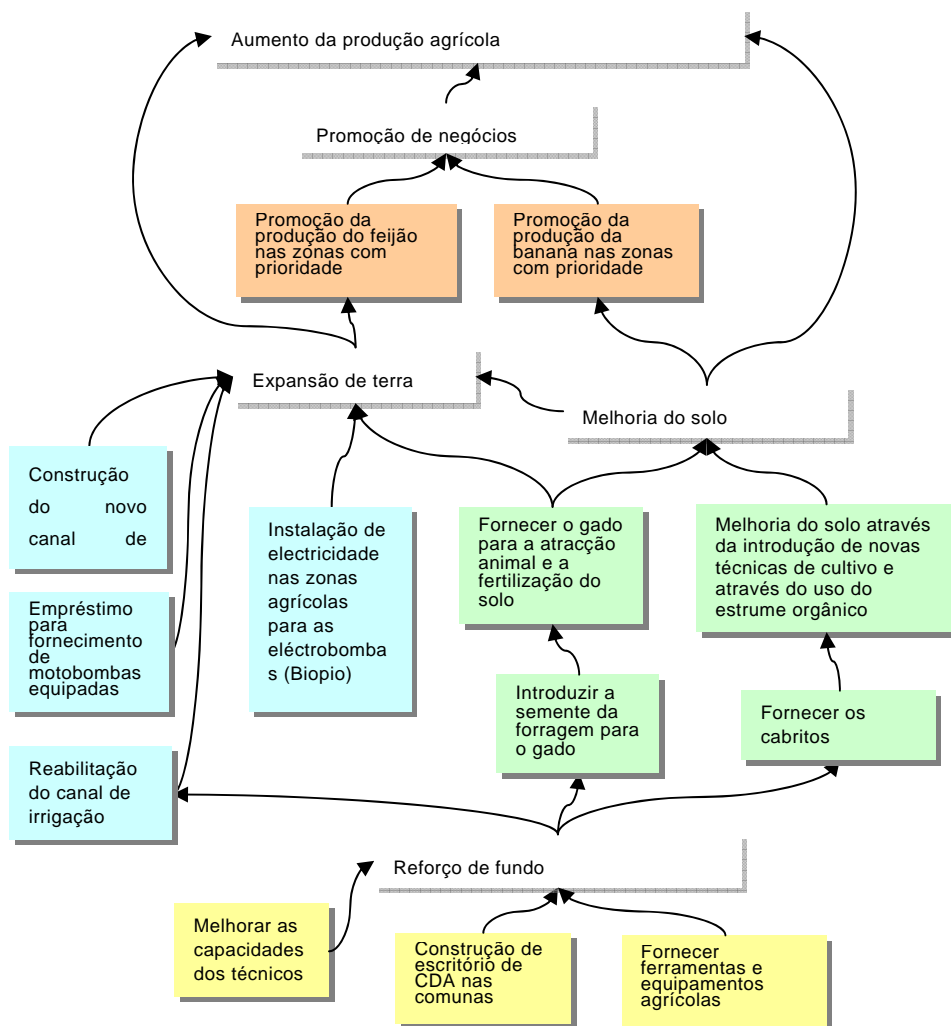 Aumento da produção agrícola
Promoção de negócios
Promoção da
produção do feijão
nas zonas com
prioridade
Promoção da
produção da
banana nas zonas
com prioridade
Expansão de terra
Melhoria do solo
Construção
do novo
canal de
Instalação de
electricidade
nas zonas
agrícolas
para as
eléctrobomba
s (Biopio)
Fornecer o gado
para a atracção
animal e a
fertilização do
solo
Melhoria do solo através
da introdução de novas
técnicas de cultivo e
através do uso do
estrume orgânico
Empréstimo
para
fornecimento
de
motobombas
equipadas
Introduzir a
semente da
forragem para
o gado
Fornecer os
cabritos
Reabilitação
do canal de
irrigação
Reforço de fundo
Melhorar as
capacidades
dos técnicos
Construção de
escritório de
CDA nas
comunas
Fornecer
ferramentas e
equipamentos
agrícolas